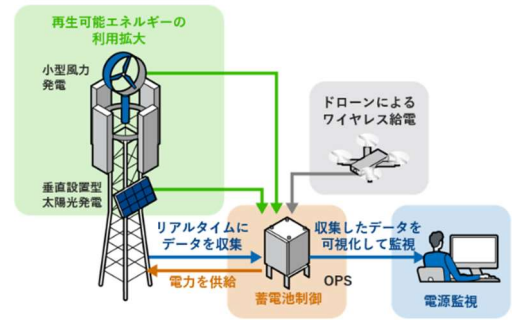 再生可能エネルギーの
利用拡大
小型風力
発電
垂直設置型
太陽光発電
ドローンによる
ワイヤレス給電
リアルタイムに
データを収集
収集したデータを
可視化して監視
電力を供給
OPS
蓄電池制御
電源監視